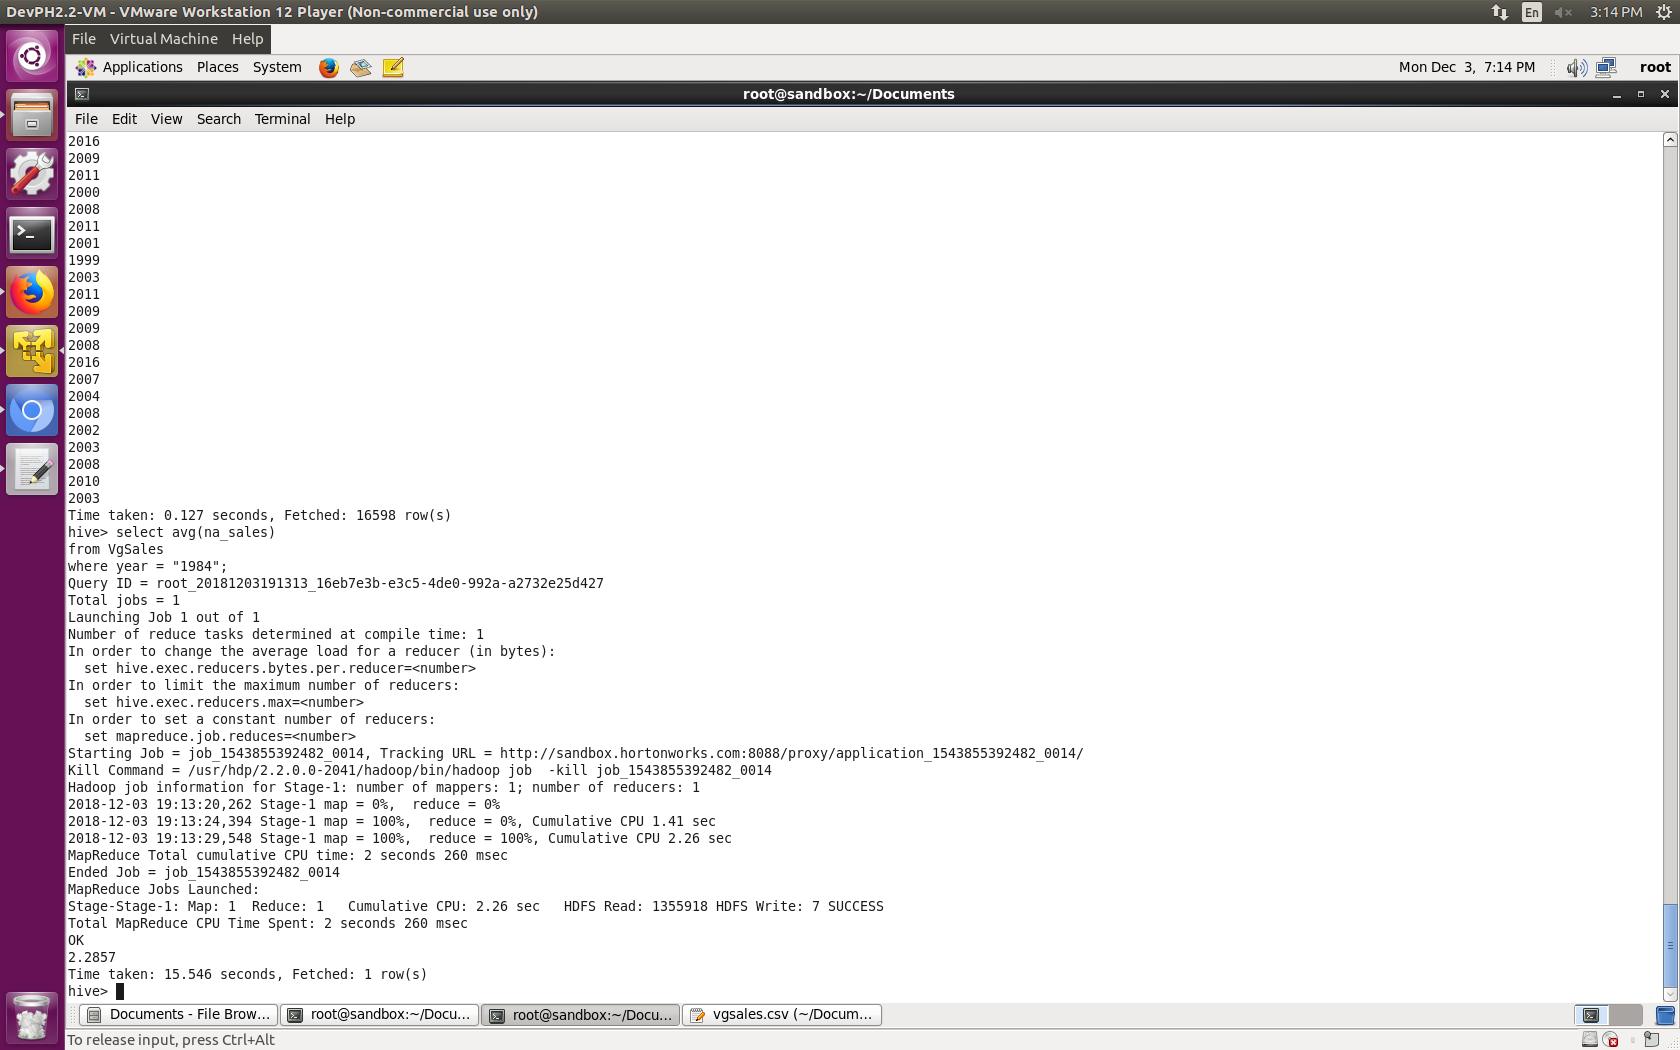 DevPH2.2-VM - VMware Workstation 12 Player (Non-commercial use only)
En
3:14 PM
File Virtual Machine Help
Applications Places System
Mon Dec 3, 7:14 PM
root
root@sandbox:~/Documents
File Edit View Search Terminal Help
2016
2009
2011
2000
2008
2011
2001
1999
2003
2011
2009
2009
2008
2016
2007
2004
2008
2002
2003
2008
2010
2003
Time taken: 0.127 seconds, Fetched: 16598 row(s)
hive> select avg(na_sales)
from VgSales
where year = "1984";
Query ID = root_20181203191313_16eb7e3b-e3c5-4de0-992a-a2732e25d427
Total jobs = 1
Launching Job 1 out of 1
Number of reduce tasks determined at compile time: 1
In order to change the average load for a reducer (in bytes):
  set hive.exec.reducers.bytes.per.reducer=<number>
In order to limit the maximum number of reducers:
  set hive.exec.reducers.max=<number>
In order to set a constant number of reducers:
  set mapreduce.job.reduces=<number>
Starting Job = job_1543855392482_0014, Tracking URL = http://sandbox.hortonworks.com:8088/proxy/application_1543855392482_0014/
Kill Command = /usr/hdp/2.2.0.0-2041/hadoop/bin/hadoop job  -kill job_1543855392482_0014
Hadoop job information for Stage-1: number of mappers: 1; number of reducers: 1
2018-12-03 19:13:20,262 Stage-1 map = 0%,  reduce = 0%
2018-12-03 19:13:24,394 Stage-1 map = 100%,  reduce = 0%, Cumulative CPU 1.41 sec
2018-12-03 19:13:29,548 Stage-1 map = 100%,  reduce = 100%, Cumulative CPU 2.26 sec
MapReduce Total cumulative CPU time: 2 seconds 260 msec
Ended Job = job_1543855392482_0014
MapReduce Jobs Launched:
Stage-Stage-1: Map: 1  Reduce: 1   Cumulative CPU: 2.26 sec   HDFS Read: 1355918 HDFS Write: 7 SUCCESS
Total MapReduce CPU Time Spent: 2 seconds 260 msec
OK
2.2857
Time taken: 15.546 seconds, Fetched: 1 row(s)
hive>
Documents - File Brow...
root@sandbox:~/Docu...
root@sandbox:~/Docu...
vgsales.csv (~/Docum...
To release input, press Ctrl+Alt